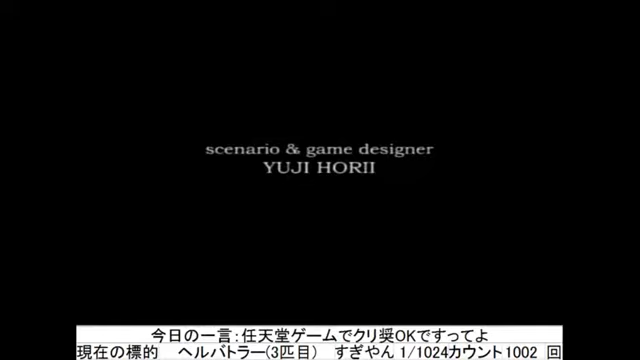 scenario & game designer
YUJI HORII
今日の一言：任天堂ゲームでクリ奨OKですってよ
現在の標的　ヘルバトラー(3匹目)　すぎやん 1/1024カウント1002 回